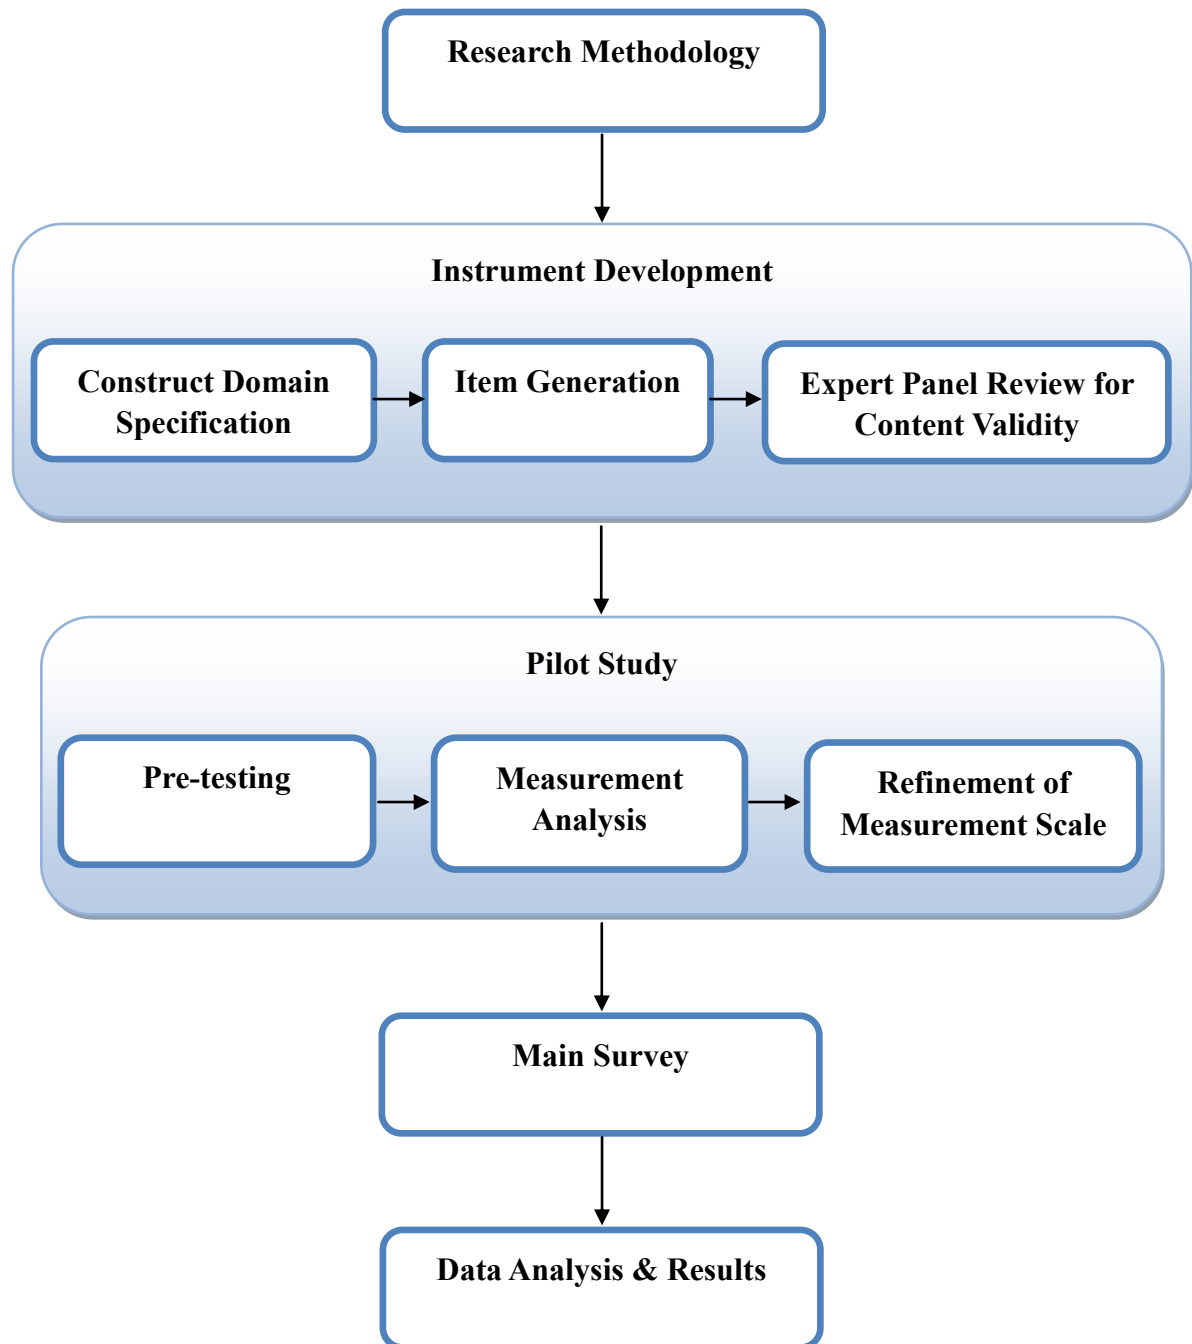 Research Methodology
Instrument Development
Construct Domain
Specification
Item Generation
Expert Panel Review for
Content Validity
Pilot Study
Pre-testing
Measurement
Analysis
Refinement of
Measurement Scale
Main Survey
Data Analysis & Results